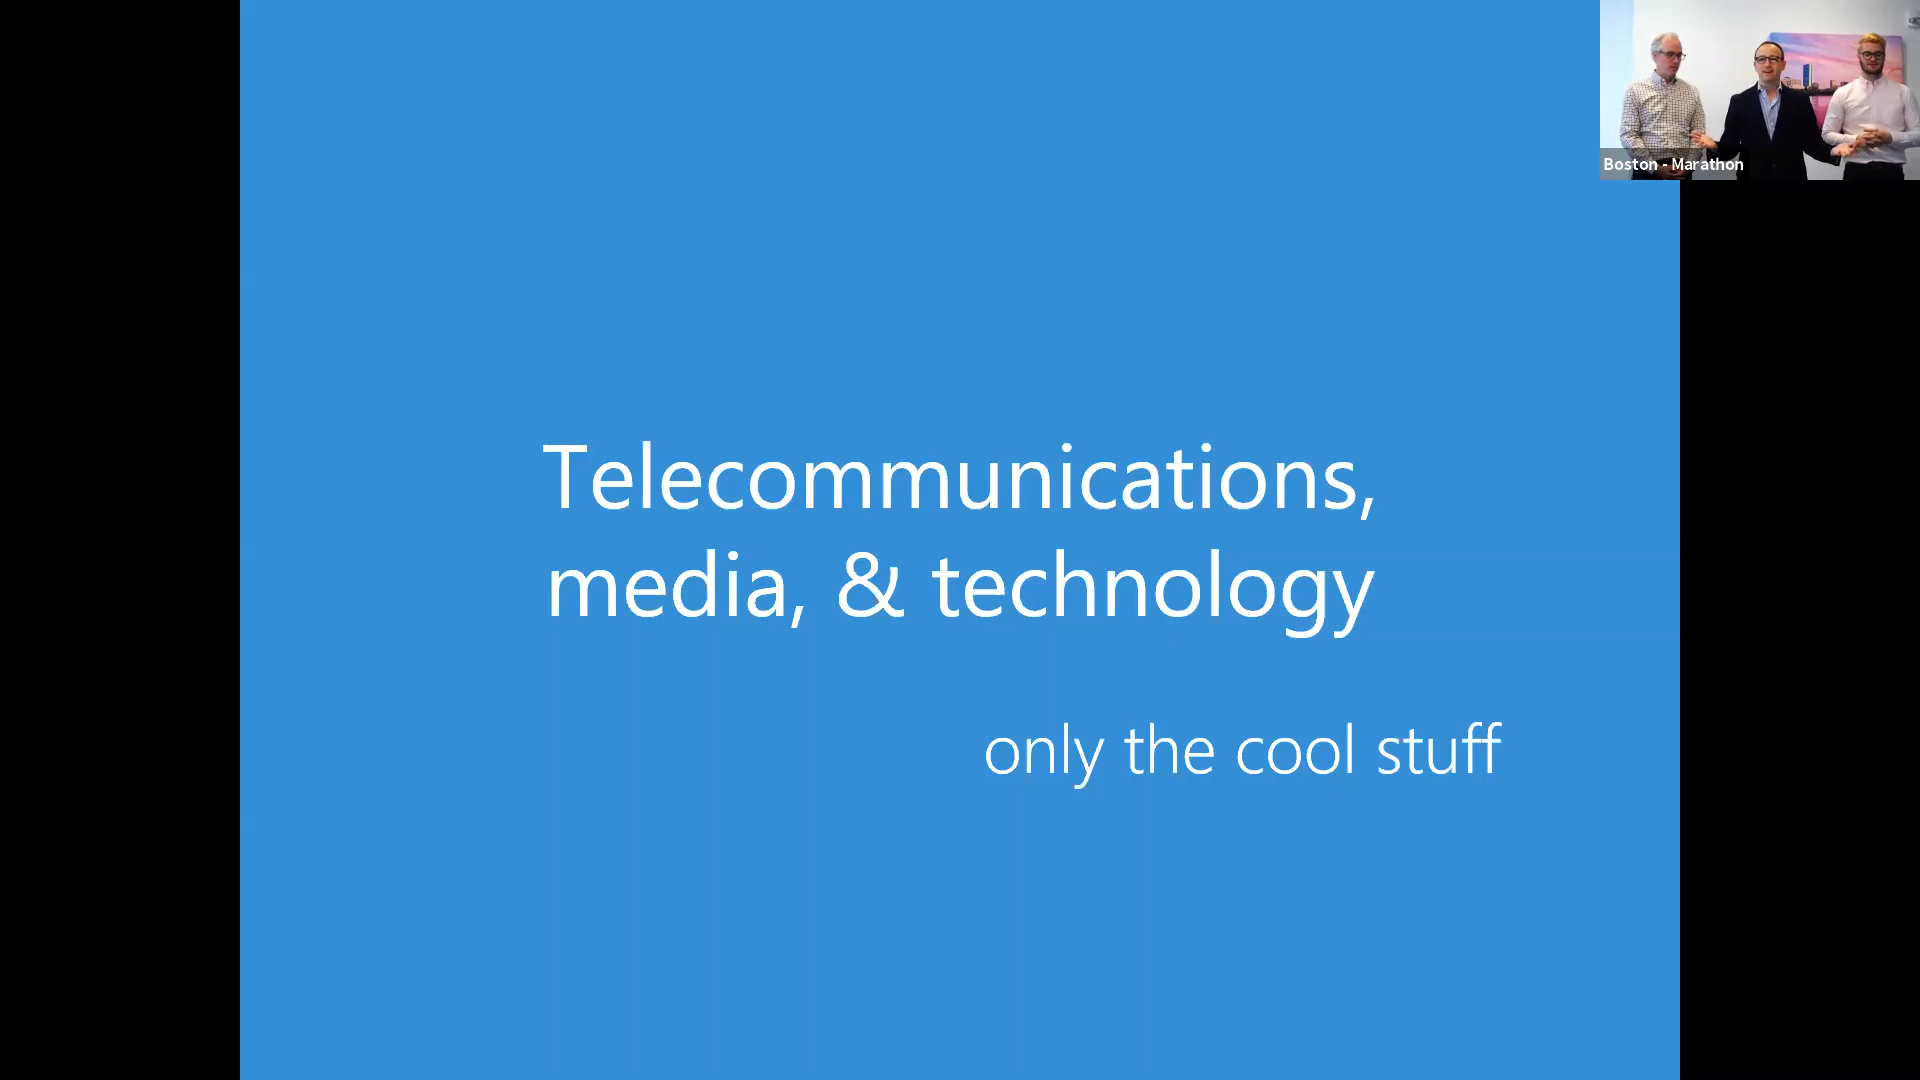 Boston - Marathon
Telecommunications,
media, & technology
only the cool stuff